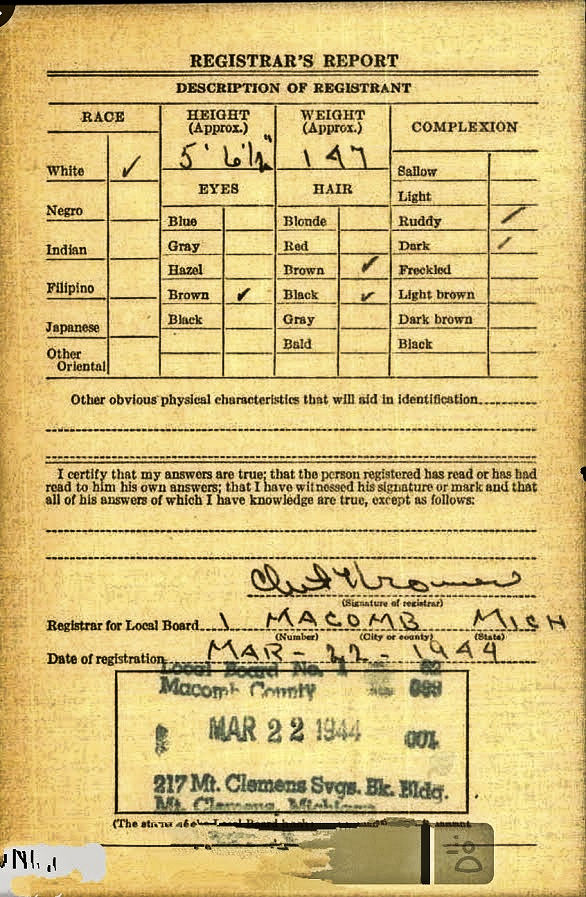 REGISTRAR'S REPORT
DESCRIPTION OF REGISTRANT
RACE
HEIGHT
(Approx.)
WEIGHT
(Approx.)
COMPLEXION
5' 6 1/2"
147
White ✓
Negro
Indian
Filipino
Japanese
Other
Oriental
EYES
Blue
Gray
Hazel
Brown ✓
Black
HAIR
Blonde
Red
Brown ✓
Black ✓
Gray
Bald
Sallow
Light
Ruddy ✓
Dark ✓
Freckled
Light brown
Dark brown
Black
Other obvious physical characteristics that will aid in identification
I certify that my answers are true; that the person registered has read or has had
read to him his own answers; that I have witnessed his signature or mark and that
all of his answers of which I have knowledge are true, except as follows:
(Signature of registrar)
Registrar for Local Board 1 MACOMB MICH
(Number) (City or county) (State)
Date of registration MAR-22-1944
Local Board No. 1
Macomb County
MAR 22 1944 001
217 Mt. Clemens Svgs. Bk. Bldg.
Mt. Clemens, Michigan